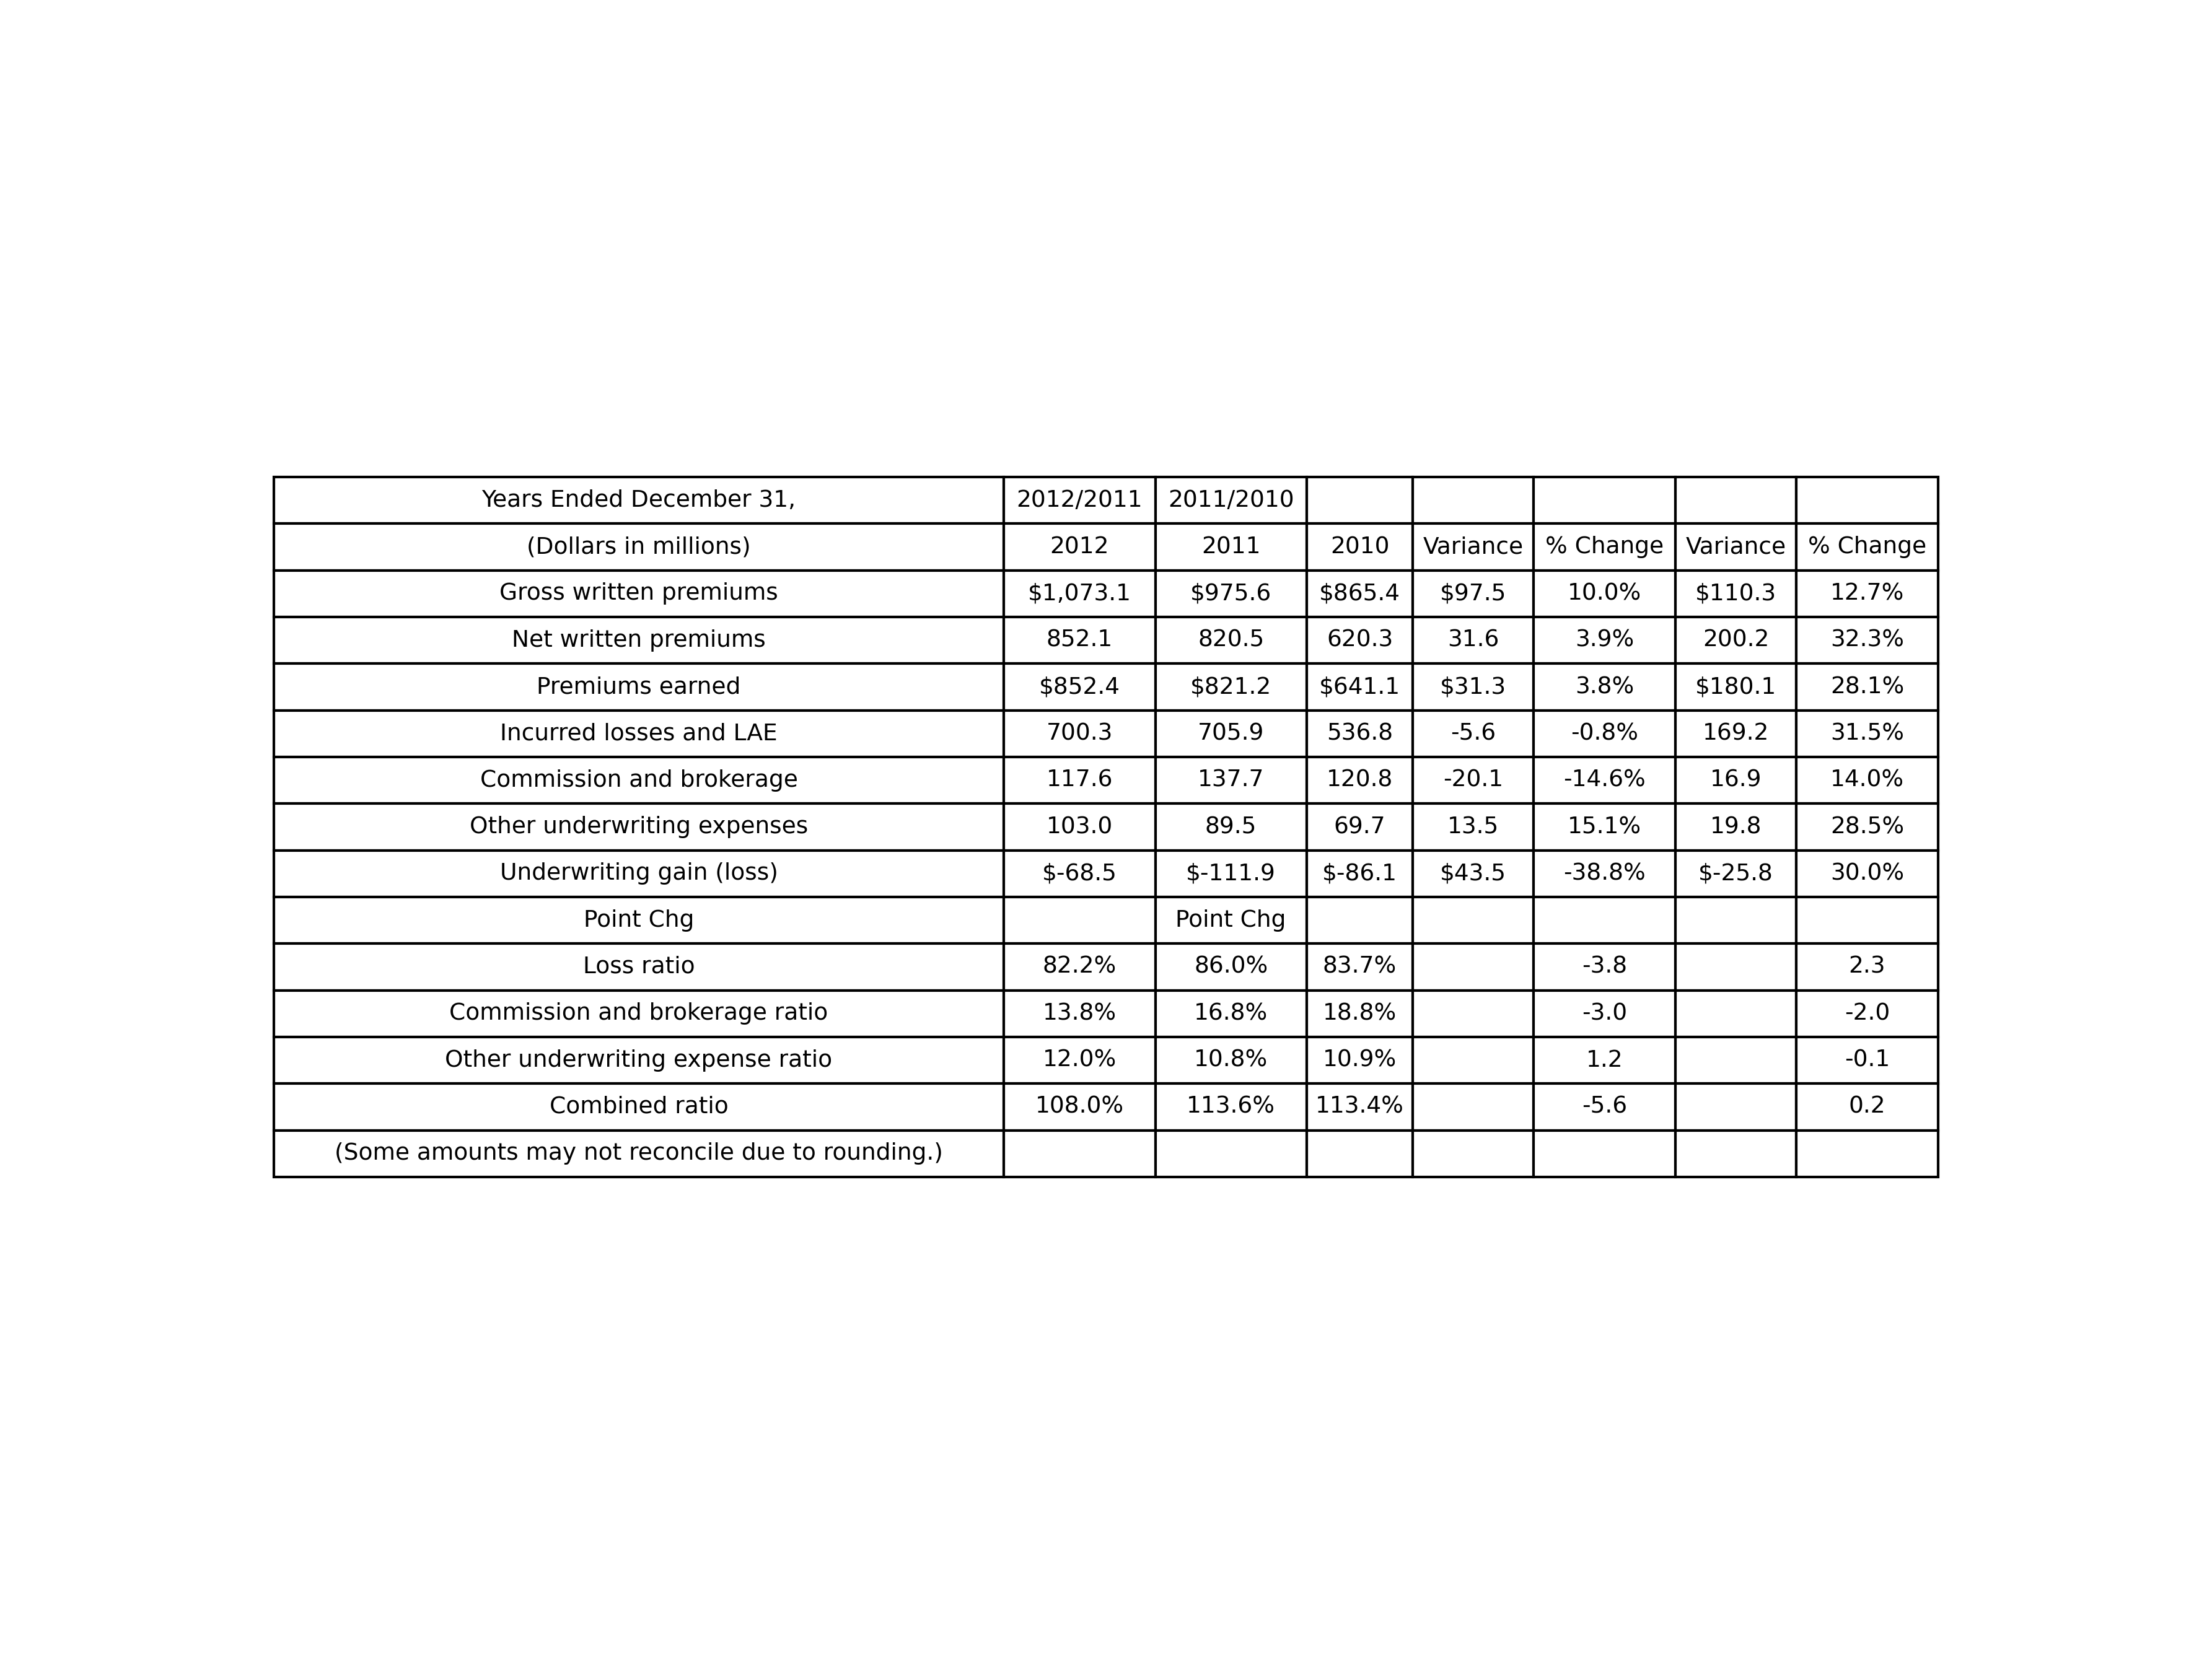 Years Ended December 31, 2012/2011 2011/2010
(Dollars in millions) 2012 2011 2010 Variance % Change Variance % Change
Gross written premiums $1,073.1 $975.6 $865.4 $97.5 10.0% $110.3 12.7%
Net written premiums 852.1 820.5 620.3 31.6 3.9% 200.2 32.3%
Premiums earned $852.4 $821.2 $641.1 $31.3 3.8% $180.1 28.1%
Incurred losses and LAE 700.3 705.9 536.8 -5.6 -0.8% 169.2 31.5%
Commission and brokerage 117.6 137.7 120.8 -20.1 -14.6% 16.9 14.0%
Other underwriting expenses 103.0 89.5 69.7 13.5 15.1% 19.8 28.5%
Underwriting gain (loss) $-68.5 $-111.9 $-86.1 $43.5 -38.8% $-25.8 30.0%
Point Chg Point Chg
Loss ratio 82.2% 86.0% 83.7% -3.8 2.3
Commission and brokerage ratio 13.8% 16.8% 18.8% -3.0 -2.0
Other underwriting expense ratio 12.0% 10.8% 10.9% 1.2 -0.1
Combined ratio 108.0% 113.6% 113.4% -5.6 0.2
(Some amounts may not reconcile due to rounding.)